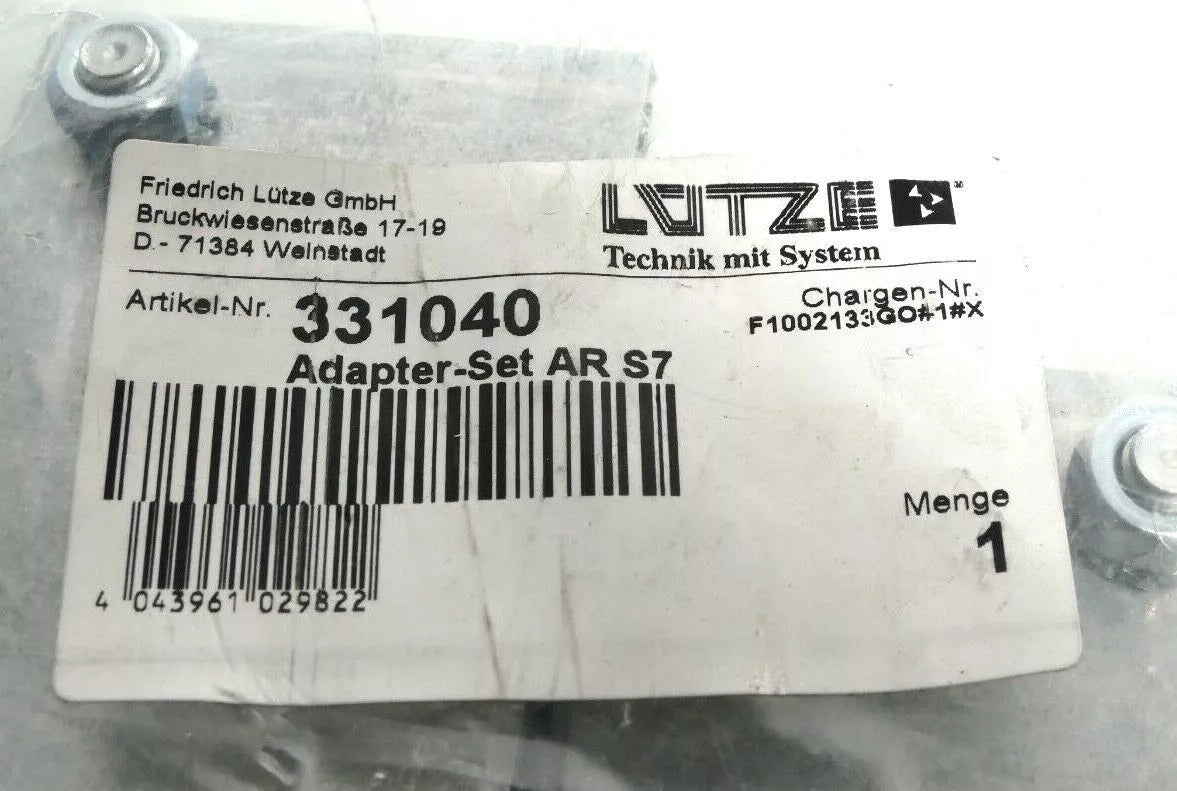 Friedrich Lütze GmbH
Bruckwiesenstraße 17-19
D.- 71384 Weinstadt
LÜTZE
Technik mit System
Artikel-Nr. 331040
Adapter-Set AR S7
Chargen-Nr.
F1002133GO#1#X
Menge
1
4 043961 029822